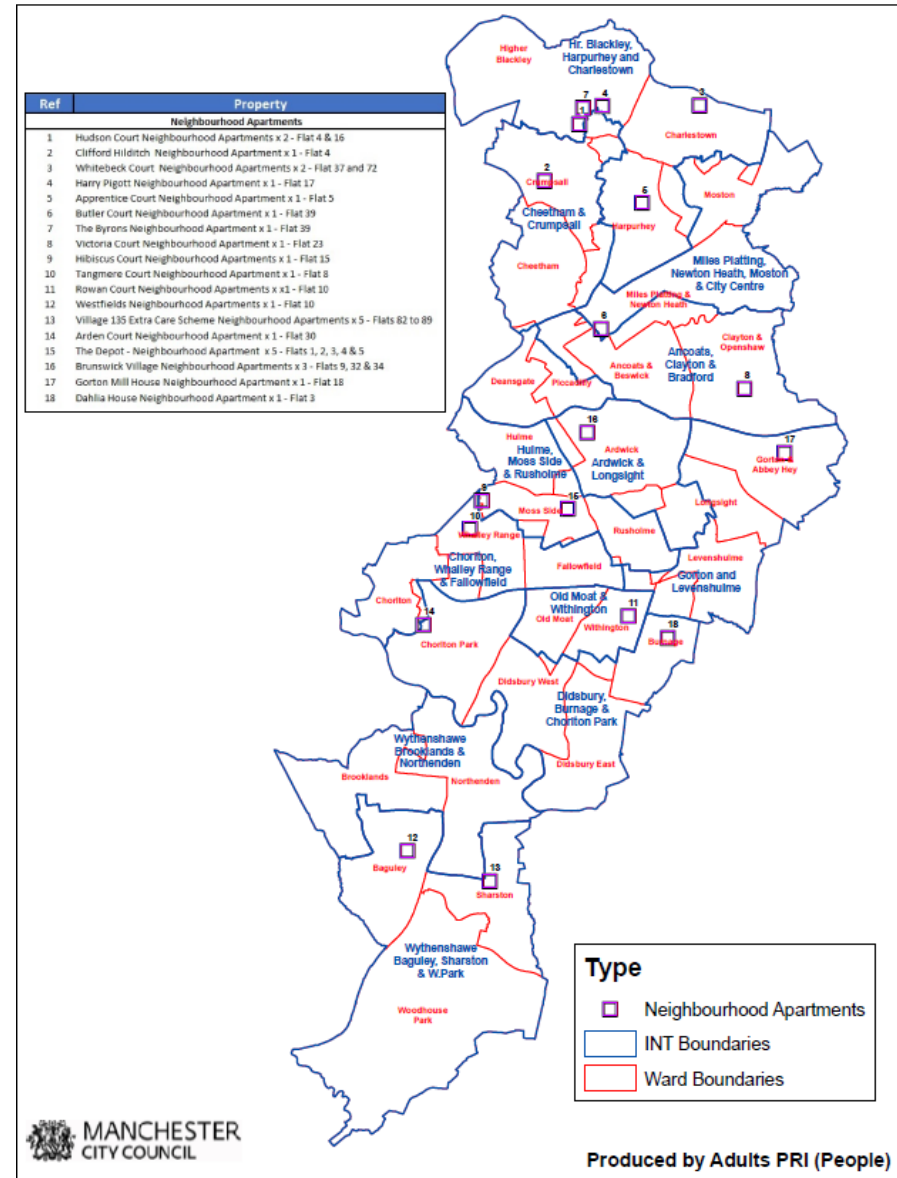 Higher
Blackley
Hr. Blackley,
Harpurhey and
Charlestown
Ref Property
Neighbourhood Apartments
1 Hudson Court Neighbourhood Apartments x 2 - Flat 4 & 16
2 Clifford Hilditch Neighbourhood Apartment x 1 - Flat 4
3 Whitebeck Court Neighbourhood Apartments x 2 - Flat 37 and 72
4 Harry Pigott Neighbourhood Apartment x 1 - Flat 17
5 Apprentice Court Neighbourhood Apartment x 1 - Flat 5
6 Butler Court Neighbourhood Apartment x 1 - Flat 39
7 The Byrons Neighbourhood Apartment x 1 - Flat 39
8 Victoria Court Neighbourhood Apartment x 1 - Flat 23
9 Hibiscus Court Neighbourhood Apartments x 1 - Flat 15
10 Tangmere Court Neighbourhood Apartment x 1 - Flat 8
11 Rowan Court Neighbourhood Apartments x x1 - Flat 10
12 Westfields Neighbourhood Apartments x 1 - Flat 10
13 Village 135 Extra Care Scheme Neighbourhood Apartments x 5 - Flats 82 to 89
14 Arden Court Neighbourhood Apartment x 1 - Flat 30
15 The Depot - Neighbourhood Apartment x 5 - Flats 1, 2, 3, 4 & 5
16 Brunswick Village Neighbourhood Apartments x 3 - Flats 9, 32 & 34
17 Gorton Mill House Neighbourhood Apartment x 1 - Flat 18
18 Dahlia House Neighbourhood Apartment x 1 - Flat 3
7
4
3
1
Charlestown
2
Crumpsall
5
Moston
Cheetham &
Crumpsall
Harpurhey
Cheetham
Miles Platting,
Newton Heath, Moston
& City Centre
Miles Platting &
Newton Heath
6
Clayton &
Openshaw
Ancoats,
Clayton &
Bradford
Ancoats &
Beswick
Deansgate
Piccadilly
8
16
Hulme
Hulme,
Moss Side
& Rusholme
Ardwick
Ardwick &
Longsight
17
Gorton &
Abbey Hey
9
Moss Side
15
Longsight
10
Whalley Range
Rusholme
Levenshulme
Chorlton,
Whalley Range
& Fallowfield
Fallowfield
Gorton and
Levenshulme
Chorlton
Old Moat &
Withington
11
14
Old Moat
Withington
18
Burnage
Chorlton Park
Didsbury West
Didsbury,
Burnage &
Chorlton Park
Wythenshawe
Brooklands &
Northenden
Didsbury East
Brooklands
Northenden
12
Baguley
13
Sharston
Wythenshawe
Baguley, Sharston
& W.Park
Woodhouse
Park
Type
Neighbourhood Apartments
INT Boundaries
Ward Boundaries
MANCHESTER
CITY COUNCIL
Produced by Adults PRI (People)